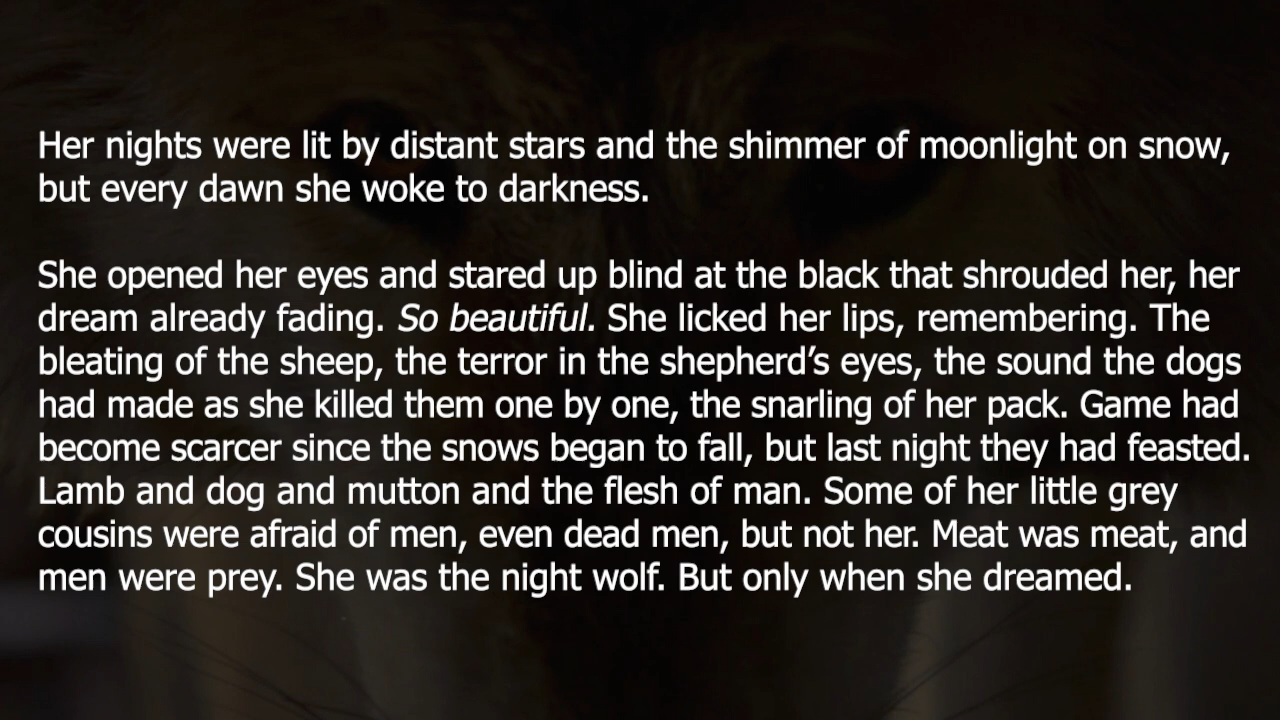 Her nights were lit by distant stars and the shimmer of moonlight on snow,
but every dawn she woke to darkness.
She opened her eyes and stared up blind at the black that shrouded her, her
dream already fading. So beautiful. She licked her lips, remembering. The
bleating of the sheep, the terror in the shepherd’s eyes, the sound the dogs
had made as she killed them one by one, the snarling of her pack. Game had
become scarcer since the snows began to fall, but last night they had feasted.
Lamb and dog and mutton and the flesh of man. Some of her little grey
cousins were afraid of men, even dead men, but not her. Meat was meat, and
men were prey. She was the night wolf. But only when she dreamed.